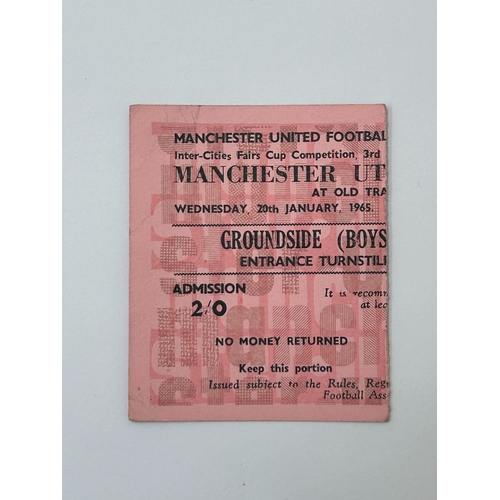 MANCHESTER UNITED FOOTBAL
Inter-Cities Fairs Cup Competition, 3rd
MANCHESTER UT
AT OLD TRA
WEDNESDAY, 20th JANUARY, 1965.
GROUNDSIDE (BOYS
ENTRANCE TURNSTIL
ADMISSION
2/0
It is recomm
at lec
NO MONEY RETURNED
Keep this portion
Issued subject to the Rules, Reg
Football Ass